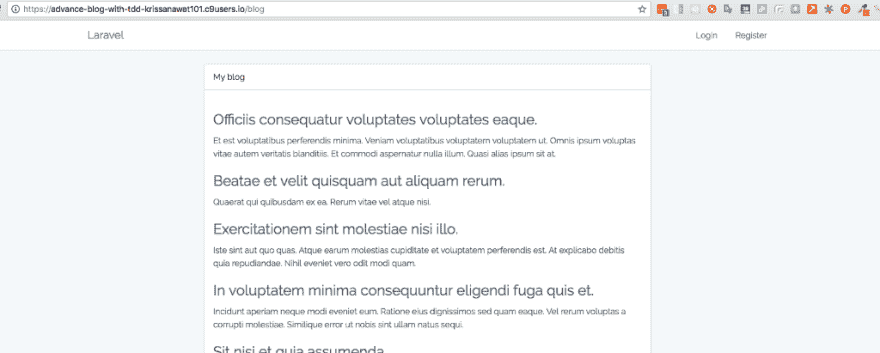 https://advance-blog-with-tdd-krissanawat101.c9users.io/blog
Laravel
Login
Register
My blog
Officiis consequatur voluptates voluptates eaque.
Et est voluptatibus perferendis minima. Veniam voluptatibus voluptatem voluptatem ut. Omnis ipsum voluptas
vitae autem veritatis blanditiis. Et commodi aspernatur nulla illum. Quasi alias ipsum sit at.
Beatae et velit quisquam aut aliquam rerum.
Quaerat qui quibusdam ex ea. Rerum vitae vel atque nisi.
Exercitationem sint molestiae nisi illo.
Iste sint aut quo quas. Atque earum molestias cupiditate et voluptatem perferendis est. At explicabo debitis
quia repudiandae. Nihil eveniet vero odit modi quam.
In voluptatem minima consequuntur eligendi fuga quis et.
Incidunt aperiam neque modi eveniet eum. Ratione eius dignissimos sed quam eaque. Vel rerum voluptas a
corrupti molestiae. Similique error ut nobis sint ullam natus sequi.
Sit nisi et quia assumenda